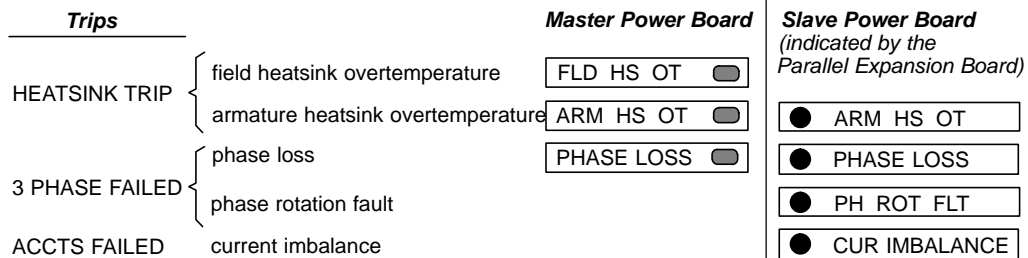 Trips
Master Power Board
Slave Power Board
(indicated by the
Parallel Expansion Board)
HEATSINK TRIP
field heatsink overtemperature
FLD HS OT
armature heatsink overtemperature
ARM HS OT
ARM HS OT
3 PHASE FAILED
phase loss
PHASE LOSS
PHASE LOSS
phase rotation fault
PH ROT FLT
ACCTS FAILED
current imbalance
CUR IMBALANCE